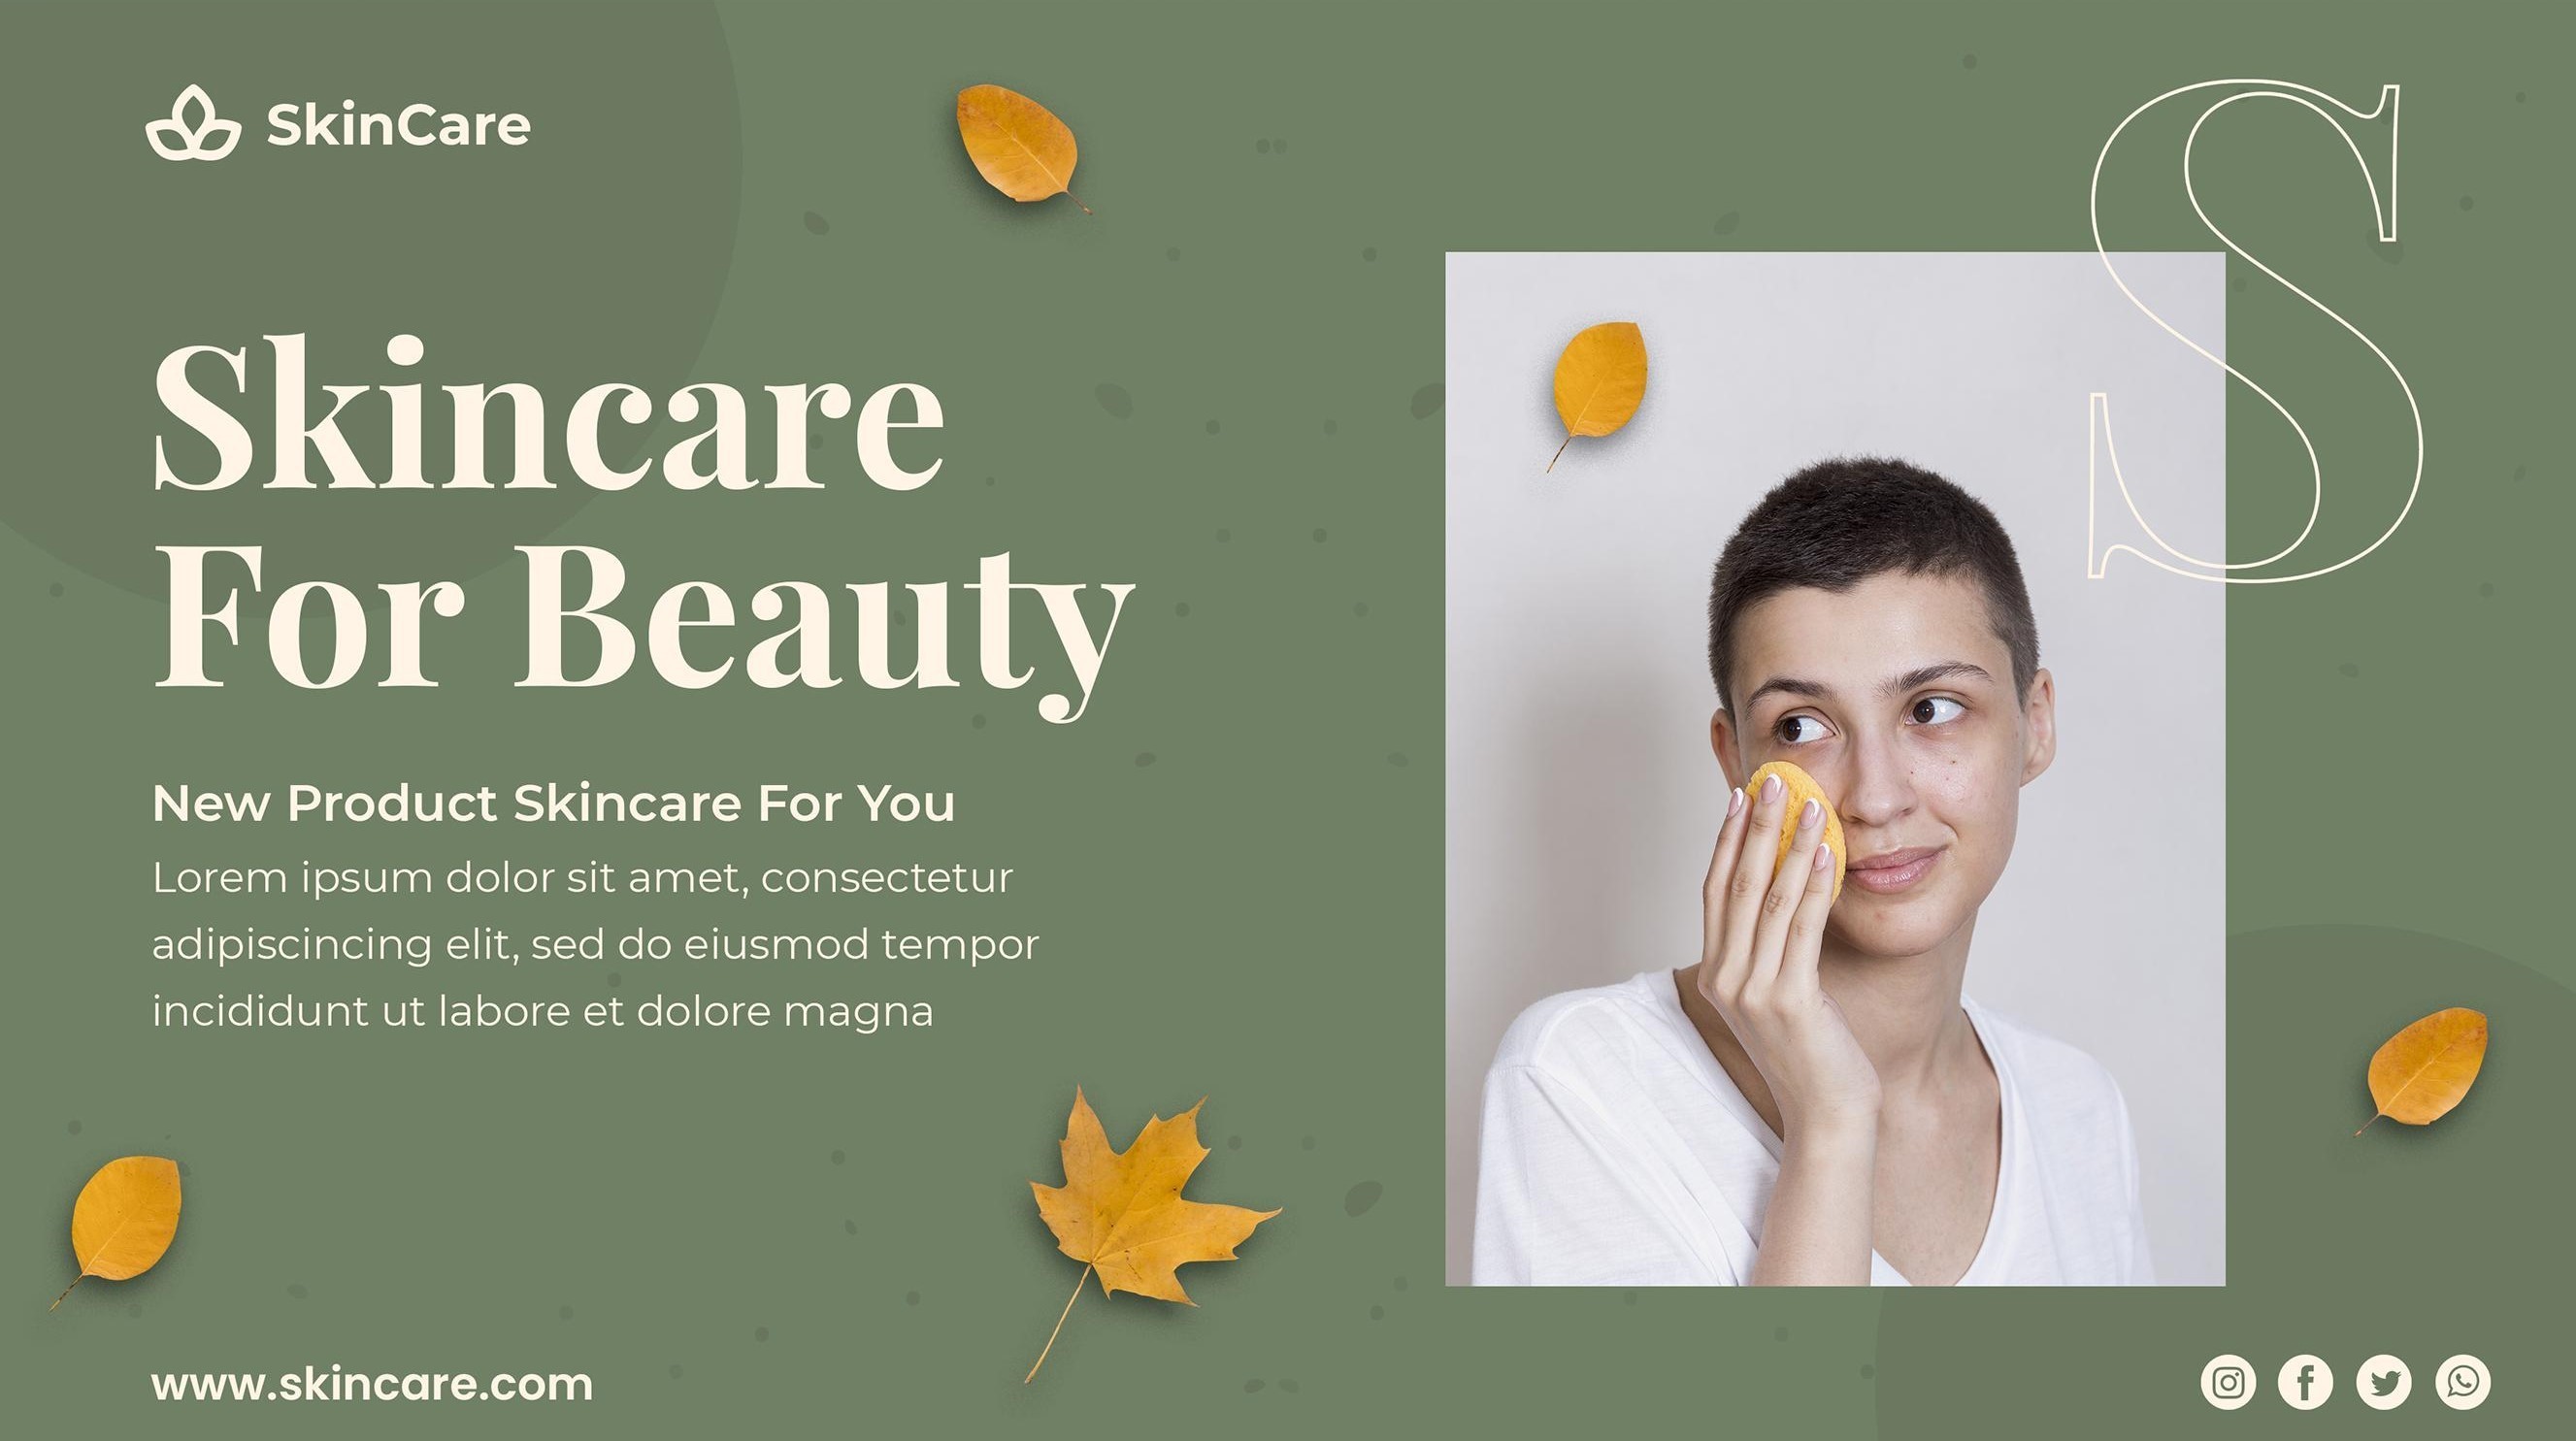 SkinCare
S
Skincare
For Beauty
New Product Skincare For You
Lorem ipsum dolor sit amet, consectetur
adipiscincing elit, sed do eiusmod tempor
incididunt ut labore et dolore magna
www.skincare.com